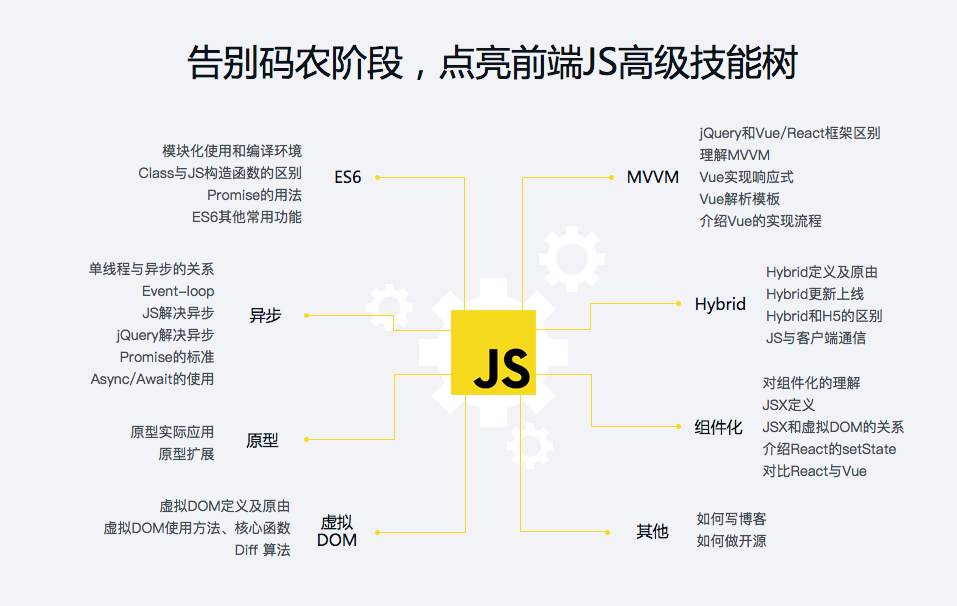 告别码农阶段，点亮前端JS高级技能树
模块化使用和编译环境
Class与JS构造函数的区别
Promise的用法
ES6其他常用功能
ES6
单线程与异步的关系
Event-loop
JS解决异步
jQuery解决异步
Promise的标准
Async/Await的使用
异步
原型实际应用
原型扩展
原型
虚拟DOM定义及原由
虚拟DOM使用方法、核心函数
Diff 算法
虚拟
DOM
JS
MVVM
jQuery和Vue/React框架区别
理解MVVM
Vue实现响应式
Vue解析模板
介绍Vue的实现流程
Hybrid
Hybrid定义及原由
Hybrid更新上线
Hybrid和H5的区别
JS与客户端通信
组件化
对组件化的理解
JSX定义
JSX和虚拟DOM的关系
介绍React的setState
对比React与Vue
其他
如何写博客
如何做开源